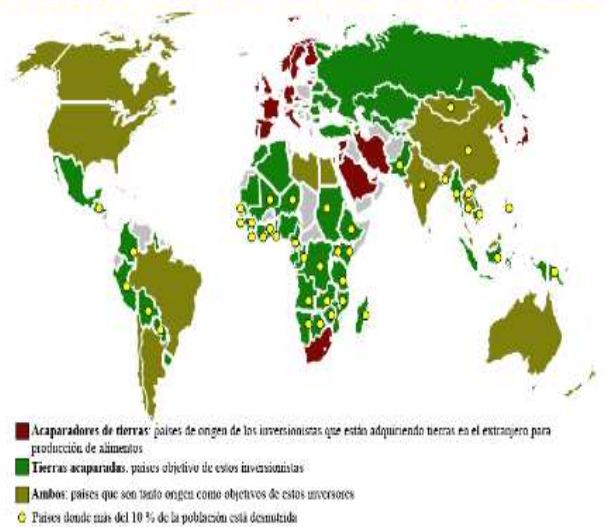 Acaparadores de tierras: países de origen de los inversionistas que están adquiriendo tierras en el extranjero para
producción de alimentos
Tierras acaparadas, países objetivo de estos inversionistas
Ambos: países que son tanto origen como objetivos de estos inversores
Países donde más del 10 % de la población está desnutrida